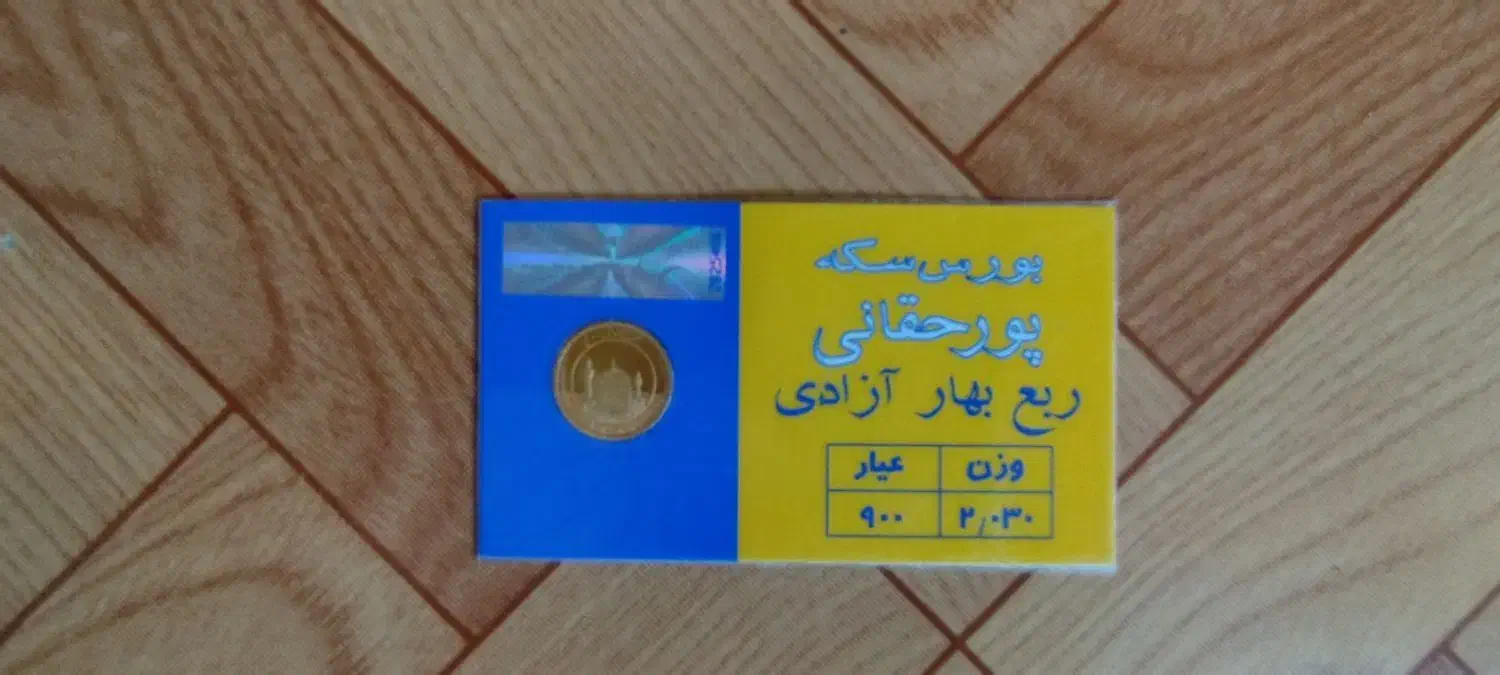 بورس سکه
پورحقانی
ربع بهار آزادی
وزن عیار
۲٫۰۳۰ ۹۰۰